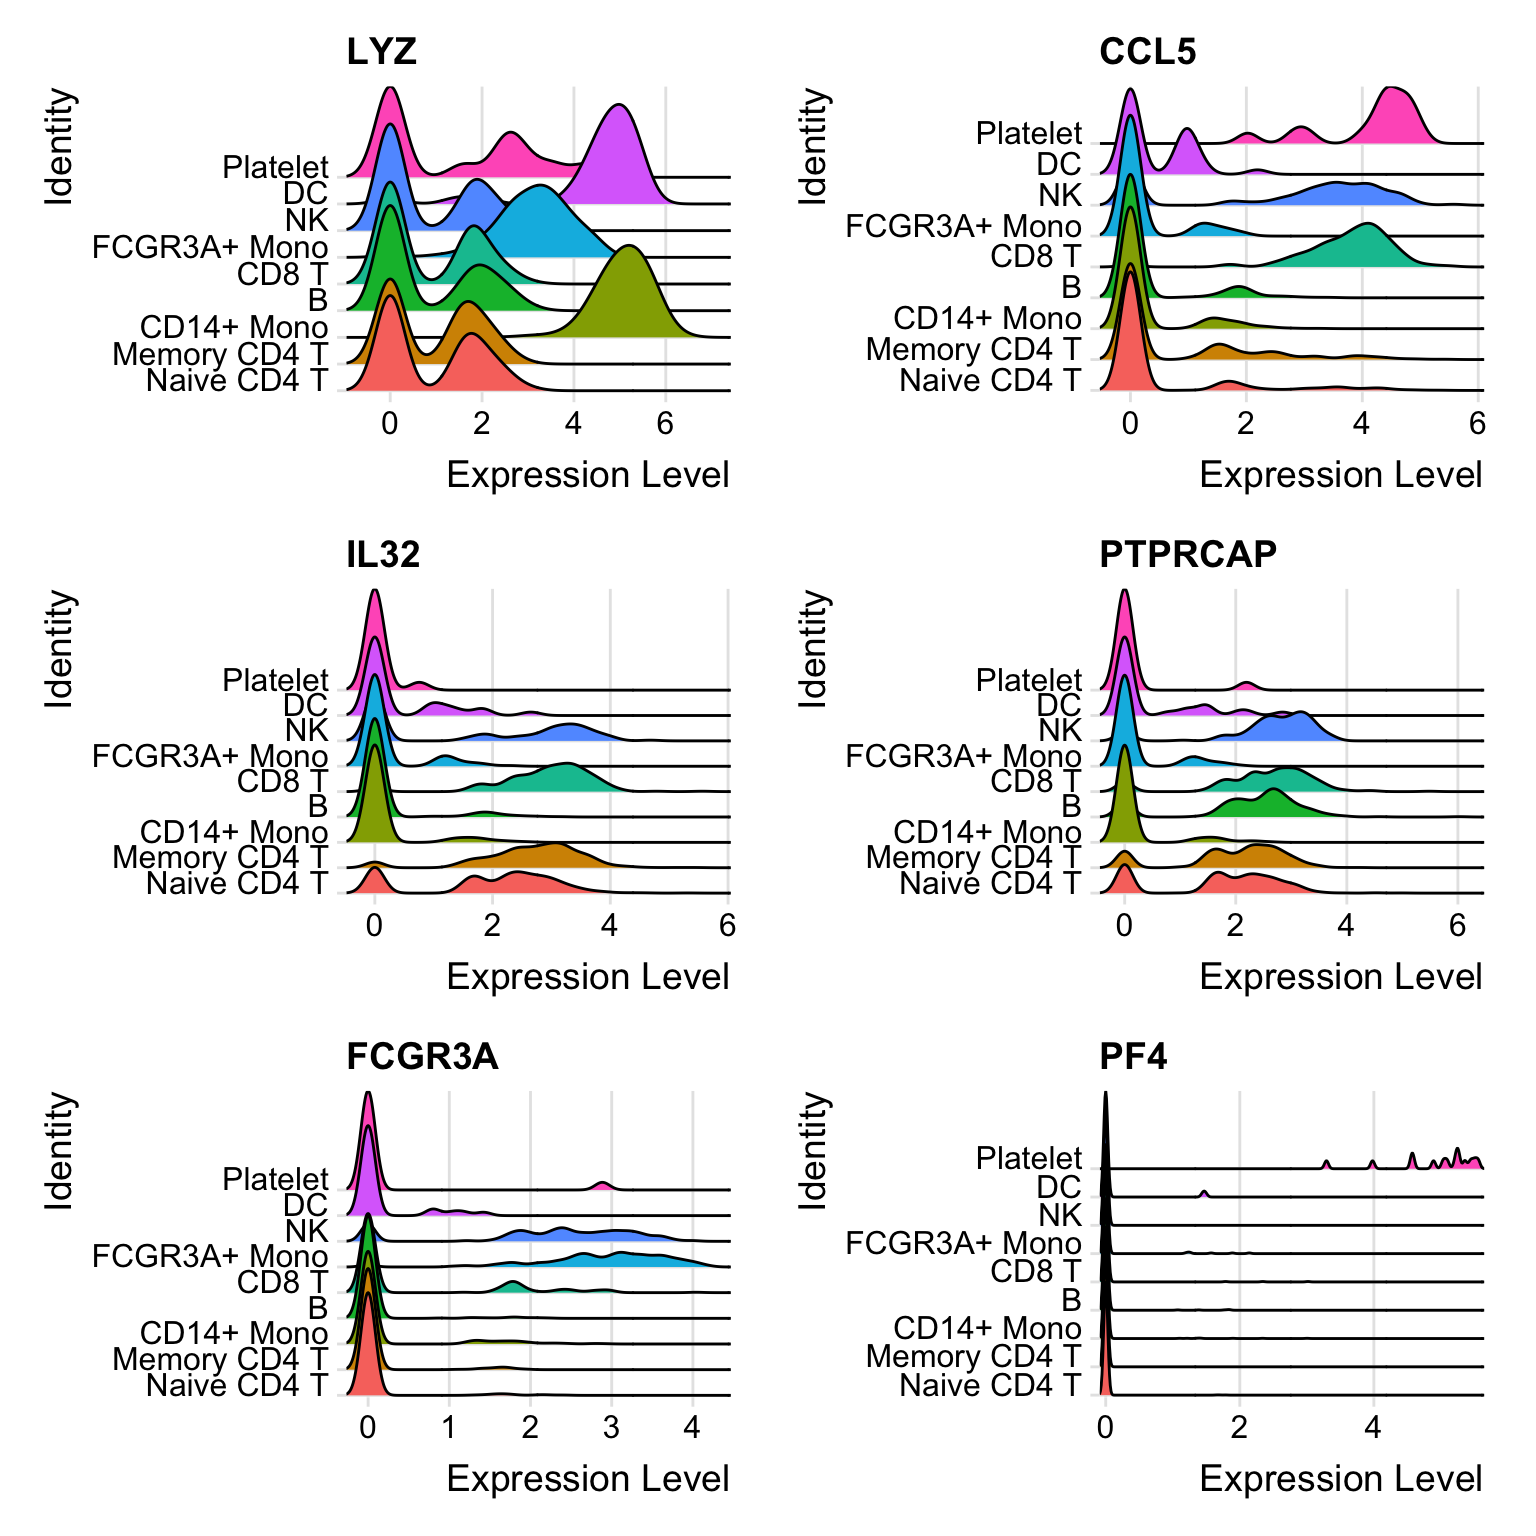 LYZ
Identity
Platelet
DC
NK
FCGR3A+ Mono
CD8 T
B
CD14+ Mono
Memory CD4 T
Naive CD4 T
0 2 4 6
Expression Level
CCL5
Identity
Platelet
DC
NK
FCGR3A+ Mono
CD8 T
B
CD14+ Mono
Memory CD4 T
Naive CD4 T
0 2 4 6
Expression Level
IL32
Identity
Platelet
DC
NK
FCGR3A+ Mono
CD8 T
B
CD14+ Mono
Memory CD4 T
Naive CD4 T
0 2 4 6
Expression Level
PTPRCAP
Identity
Platelet
DC
NK
FCGR3A+ Mono
CD8 T
B
CD14+ Mono
Memory CD4 T
Naive CD4 T
0 2 4 6
Expression Level
FCGR3A
Identity
Platelet
DC
NK
FCGR3A+ Mono
CD8 T
B
CD14+ Mono
Memory CD4 T
Naive CD4 T
0 1 2 3 4
Expression Level
PF4
Identity
Platelet
DC
NK
FCGR3A+ Mono
CD8 T
B
CD14+ Mono
Memory CD4 T
Naive CD4 T
0 2 4
Expression Level